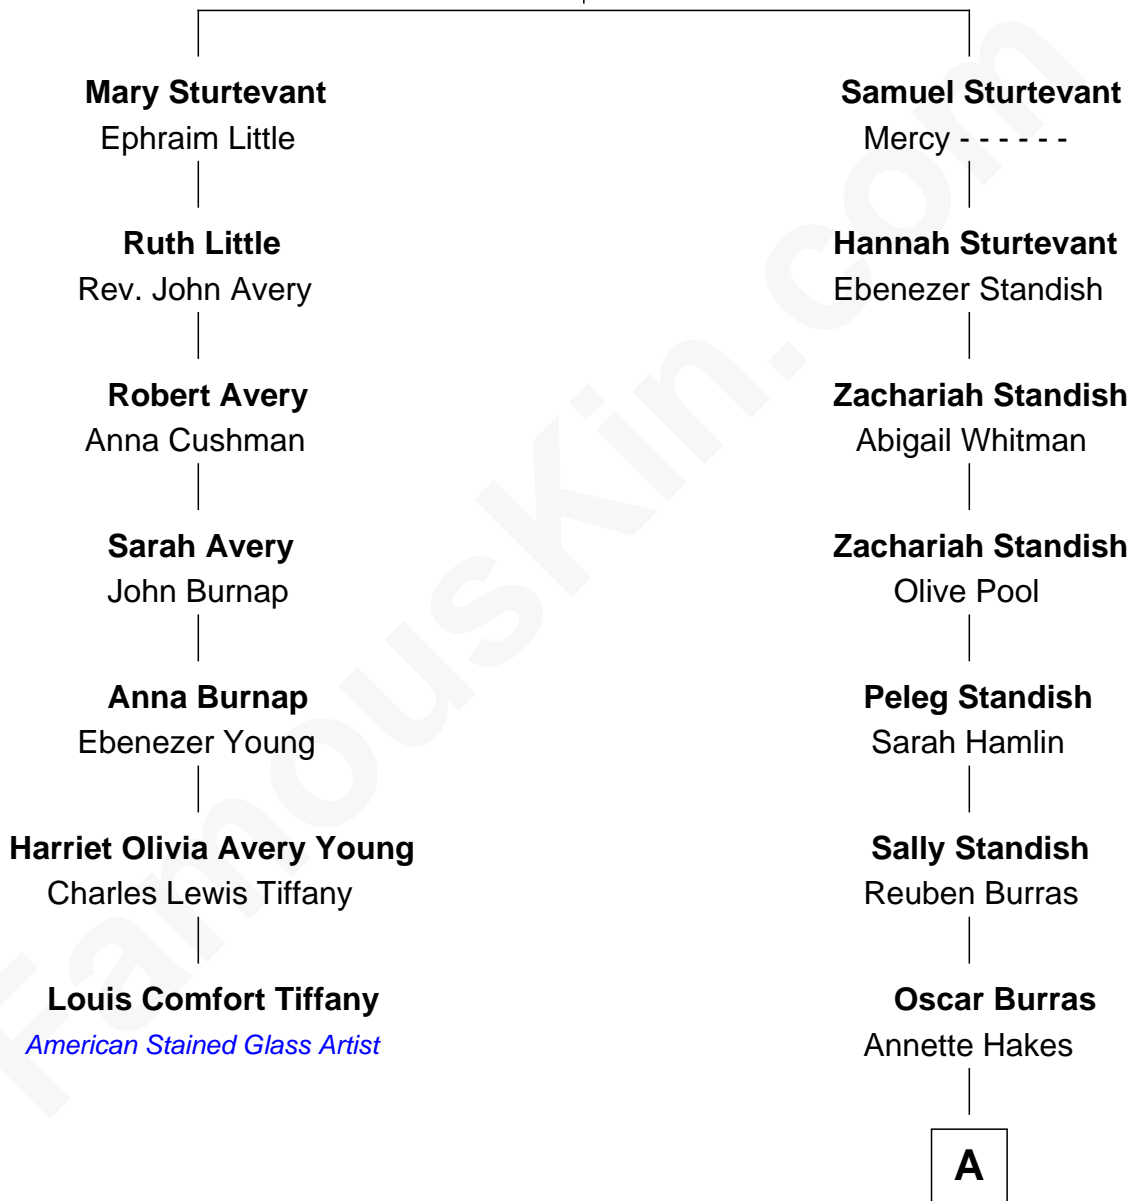 Mary Sturtevant
Ephraim Little
Ruth Little
Rev. John Avery
Robert Avery
Anna Cushman
Sarah Avery
John Burnap
Anna Burnap
Ebenezer Young
Harriet Olivia Avery Young
Charles Lewis Tiffany
Louis Comfort Tiffany
American Stained Glass Artist
Samuel Sturtevant
Mercy - - - - - -
Hannah Sturtevant
Ebenezer Standish
Zachariah Standish
Abigail Whitman
Zachariah Standish
Olive Pool
Peleg Standish
Sarah Hamlin
Sally Standish
Reuben Burras
Oscar Burras
Annette Hakes
A
FamousKin.com